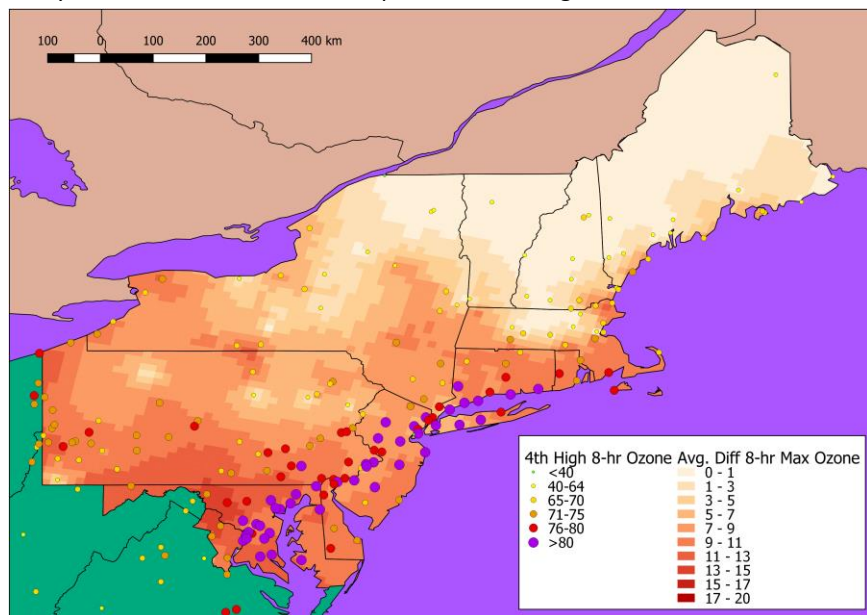 100 0 100 200 300 400 km
4th High 8-hr Ozone Avg. Diff 8-hr Max Ozone
<40 0 - 1
40-64 1 - 3
65-70 3 - 5
71-75 5 - 7
76-80 7 - 9
>80 9 - 11
11 - 13
13 - 15
15 - 17
17 - 20